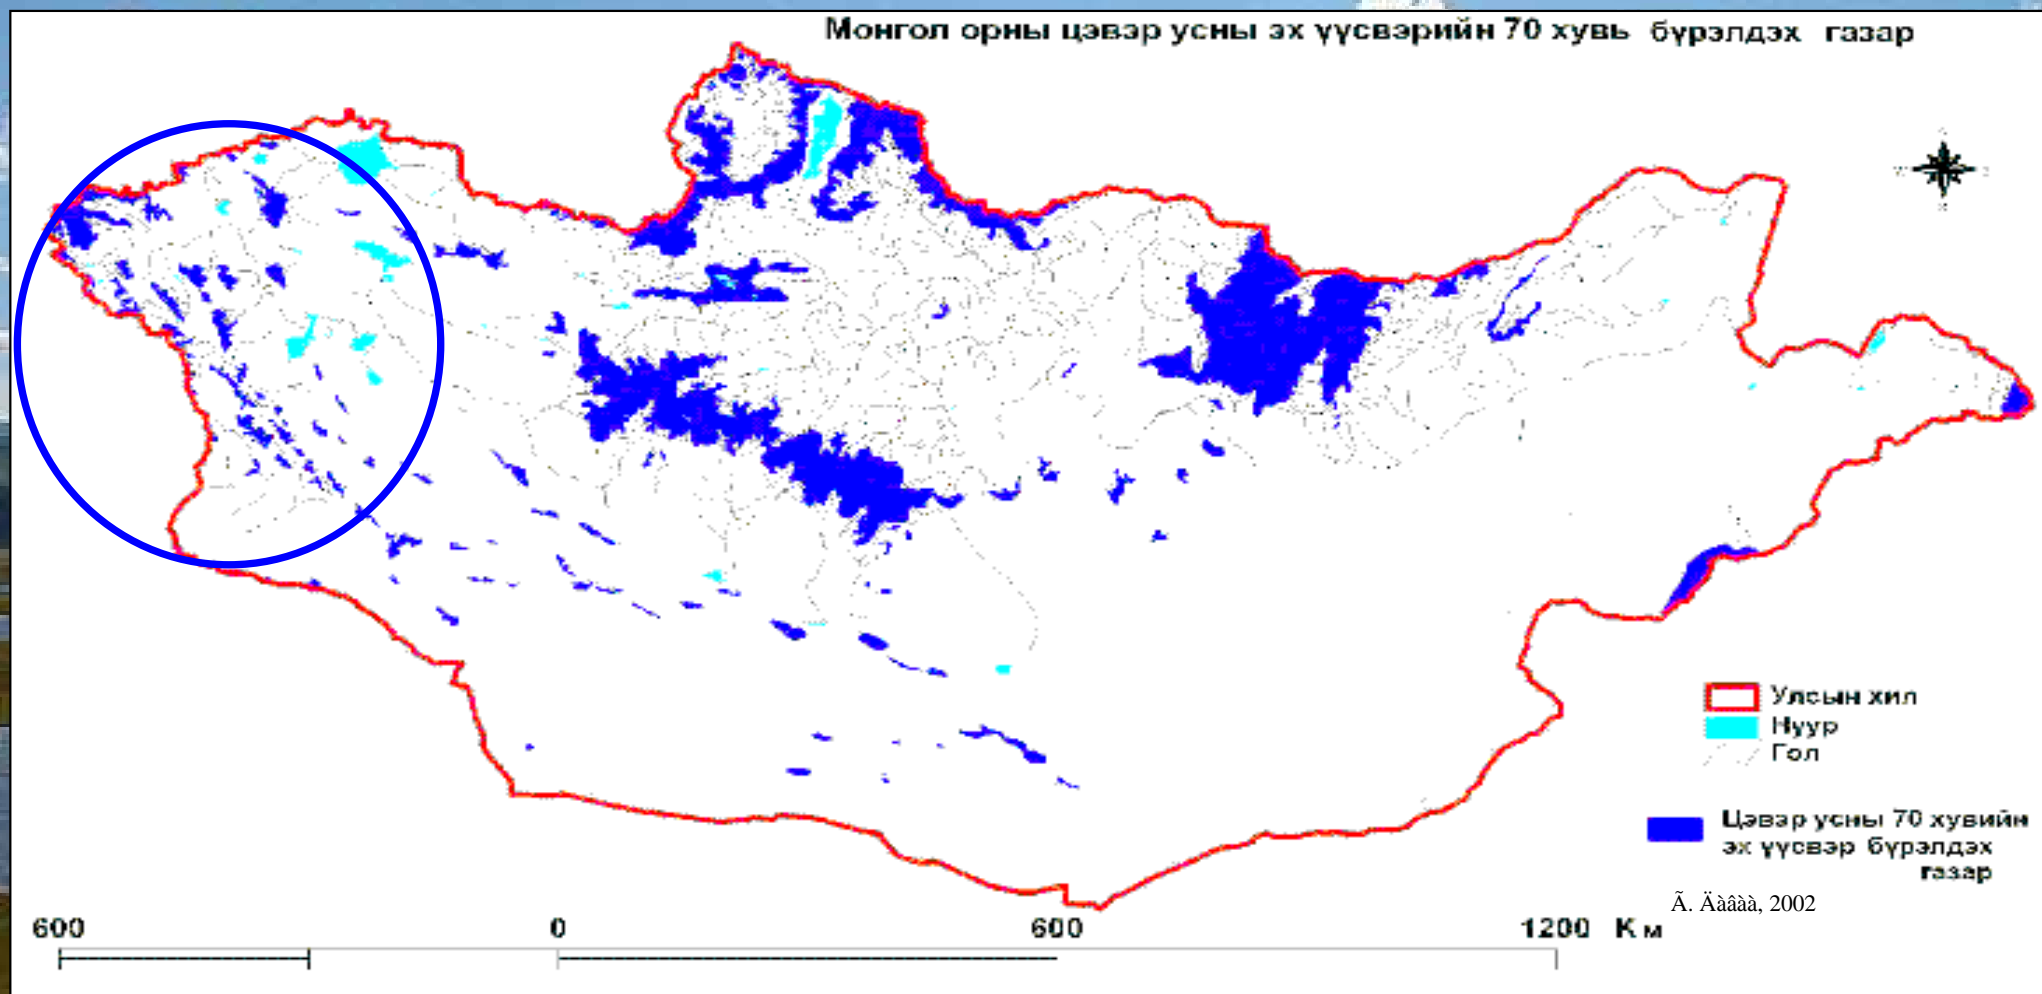 Монгол орны цэвэр усны эх үүсвэрийн 70 хувь бүрэлдэх газар
Улсын хил
Нуур
Гол
Цэвэр усны 70 хувийн
эх үүсвэр бүрэлдэх
газар
Ã. Äàâàà, 2002
600 0 600 1200 Км